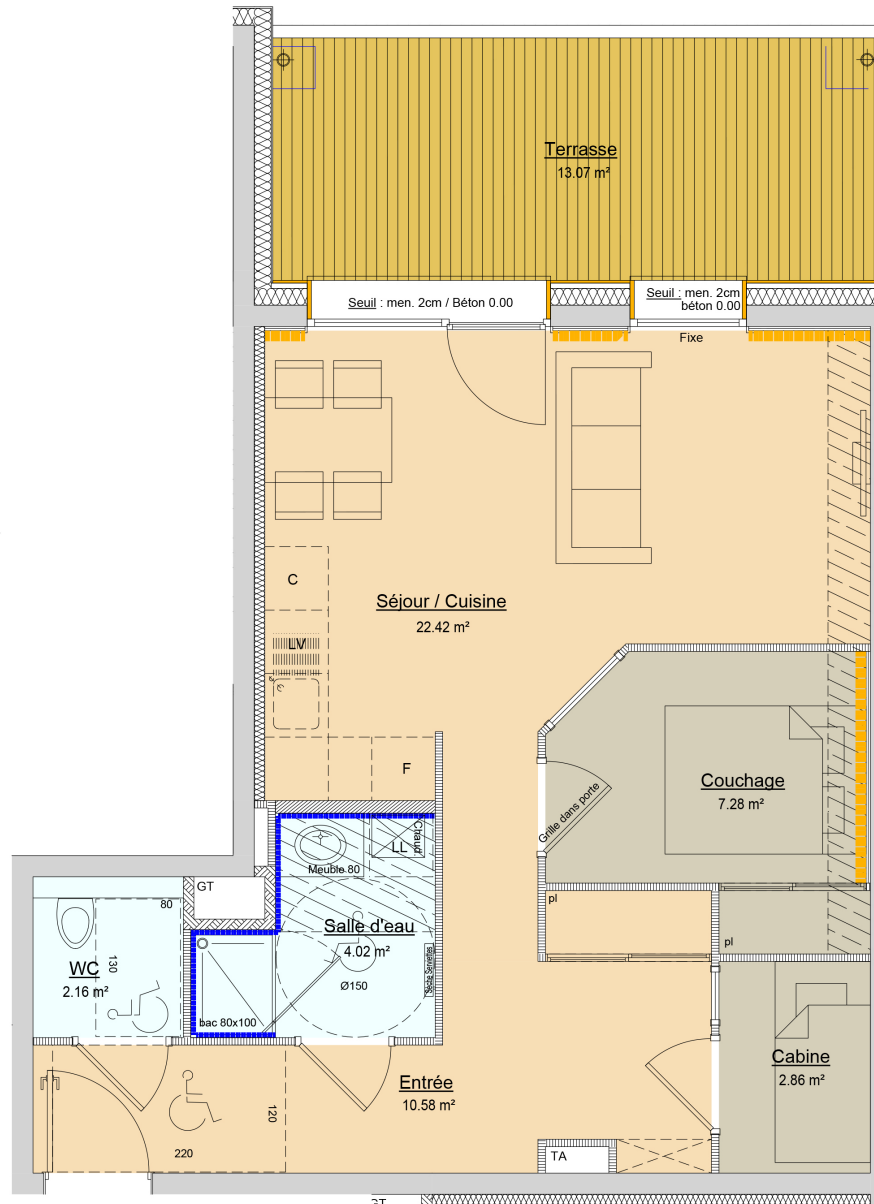 Terrasse
13.07 m²
Seuil : men. 2cm / Béton 0.00
Seuil : men. 2cm
béton 0.00
Fixe
C
Séjour / Cuisine
22.42 m²
LV
F
Couchage
7.28 m²
Grille dans porte
Chaud.
LL
Meuble 80
GT
80
pl
Salle d'eau
4.02 m²
pl
WC
2.16 m²
130
Sèche Serviettes
Ø150
bac 80x100
Cabine
2.86 m²
Entrée
10.58 m²
120
220
TA
GT